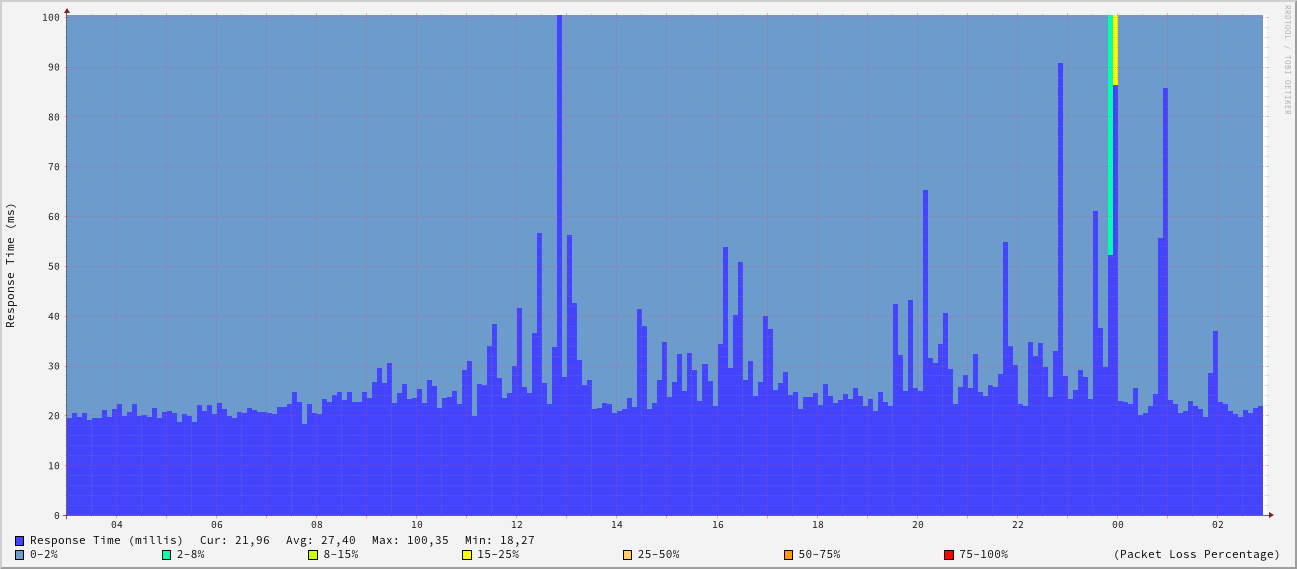 RRDTOOL / TOBI OETIKER
Response Time (ms)
100
90
80
70
60
50
40
30
20
10
0
04 06 08 10 12 14 16 18 20 22 00 02
Response Time (millis) Cur: 21,96 Avg: 27,40 Max: 100,35 Min: 18,27
0-2% 2-8% 8-15% 15-25% 25-50% 50-75% 75-100% (Packet Loss Percentage)